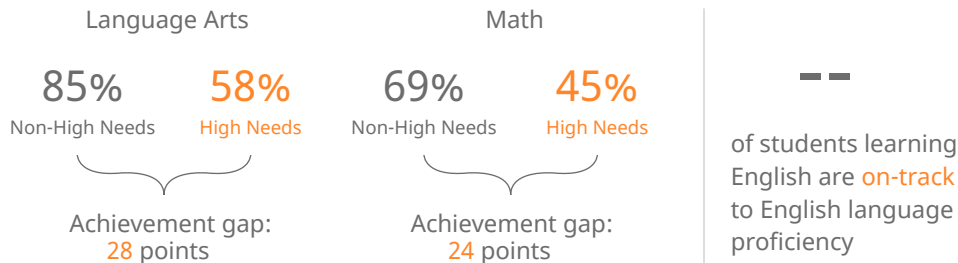 Language Arts
85%
Non-High Needs
58%
High Needs
Achievement gap:
28 points
Math
69%
Non-High Needs
45%
High Needs
Achievement gap:
24 points
--
of students learning
English are on-track
to English language
proficiency